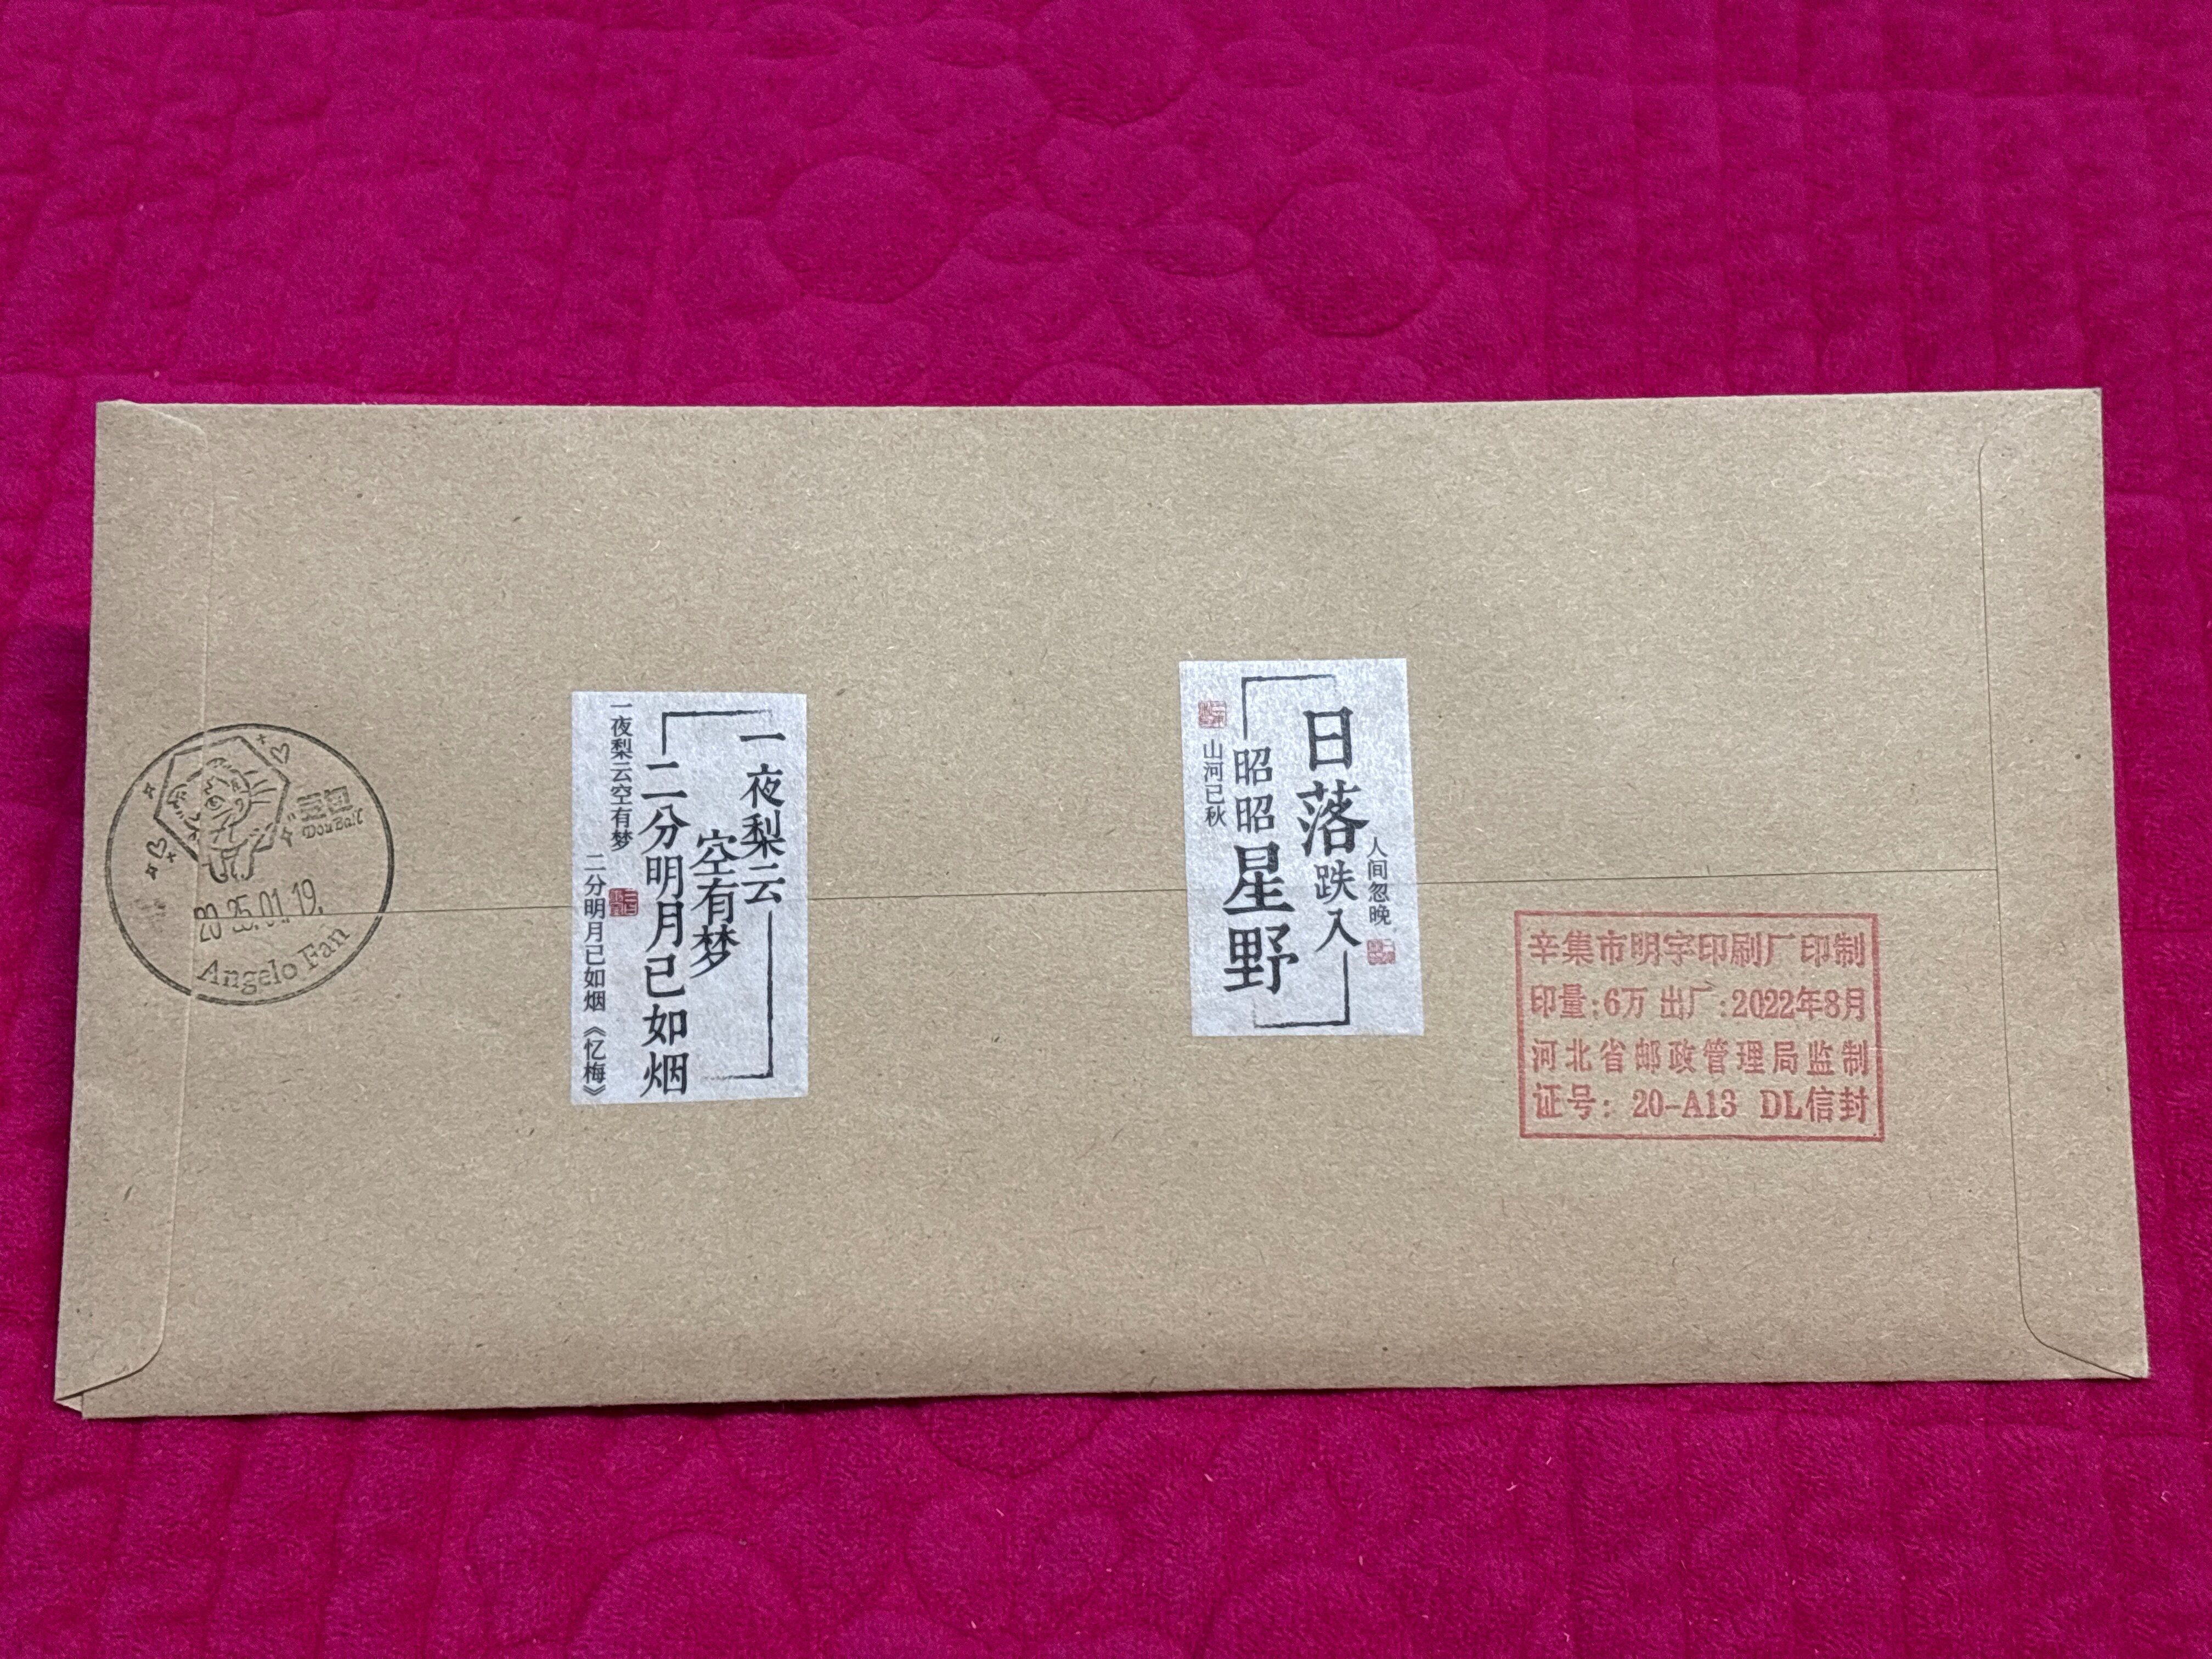 DouBall
2025.01.19.
Angelo Fan
一夜梨云
空有梦
二分明月已如烟
一夜梨云空有梦
二分明月已如烟《忆梅》
日落跌入
昭昭星野
人间忽晚
山河已秋
辛集市明宇印刷厂印制
印量:6万 出厂:2022年8月
河北省邮政管理局监制
证号: 20-A13 DL信封